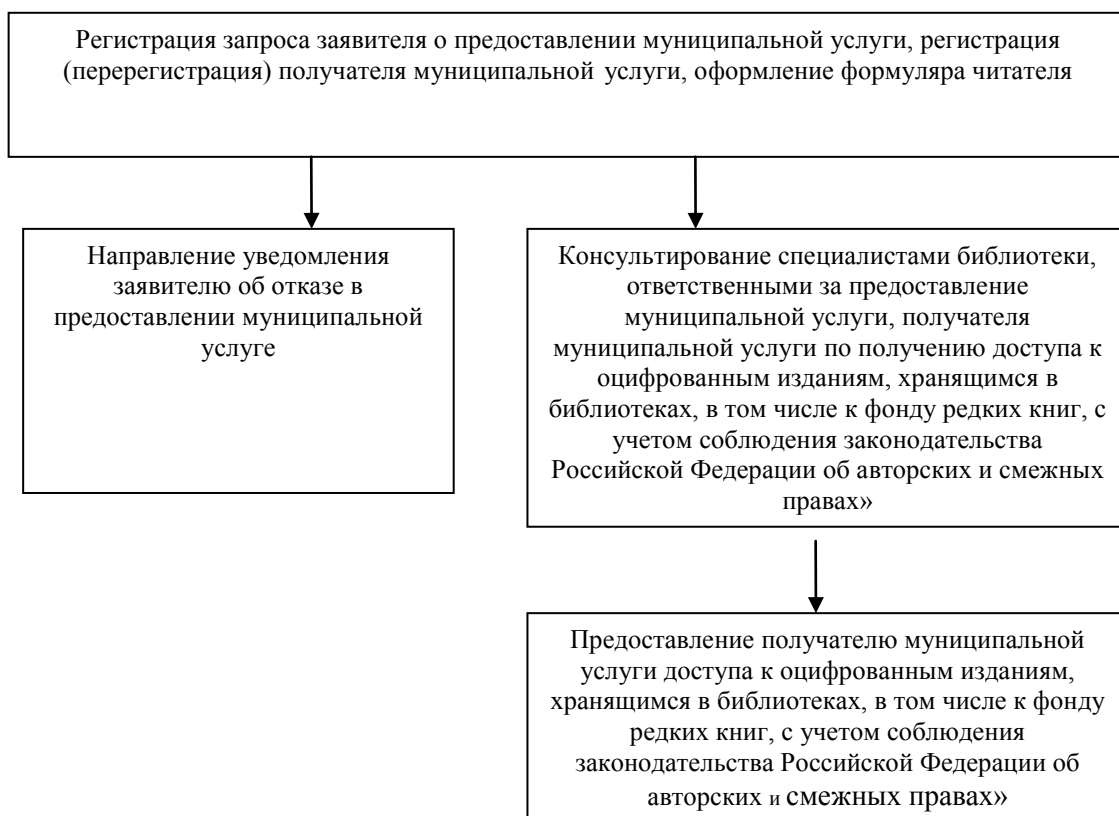 Регистрация запроса заявителя о предоставлении муниципальной услуги, регистрация
(перерегистрация) получателя муниципальной услуги, оформление формуляра читателя
Направление уведомления
заявителю об отказе в
предоставлении муниципальной
услуге
Консультирование специалистами библиотеки,
ответственными за предоставление
муниципальной услуги, получателя
муниципальной услуги по получению доступа к
оцифрованным изданиям, хранящимся в
библиотеках, в том числе к фонду редких книг, с
учетом соблюдения законодательства
Российской Федерации об авторских и смежных
правах»
Предоставление получателю муниципальной
услуги доступа к оцифрованным изданиям,
хранящимся в библиотеках, в том числе к фонду
редких книг, с учетом соблюдения
законодательства Российской Федерации об
авторских и смежных правах»